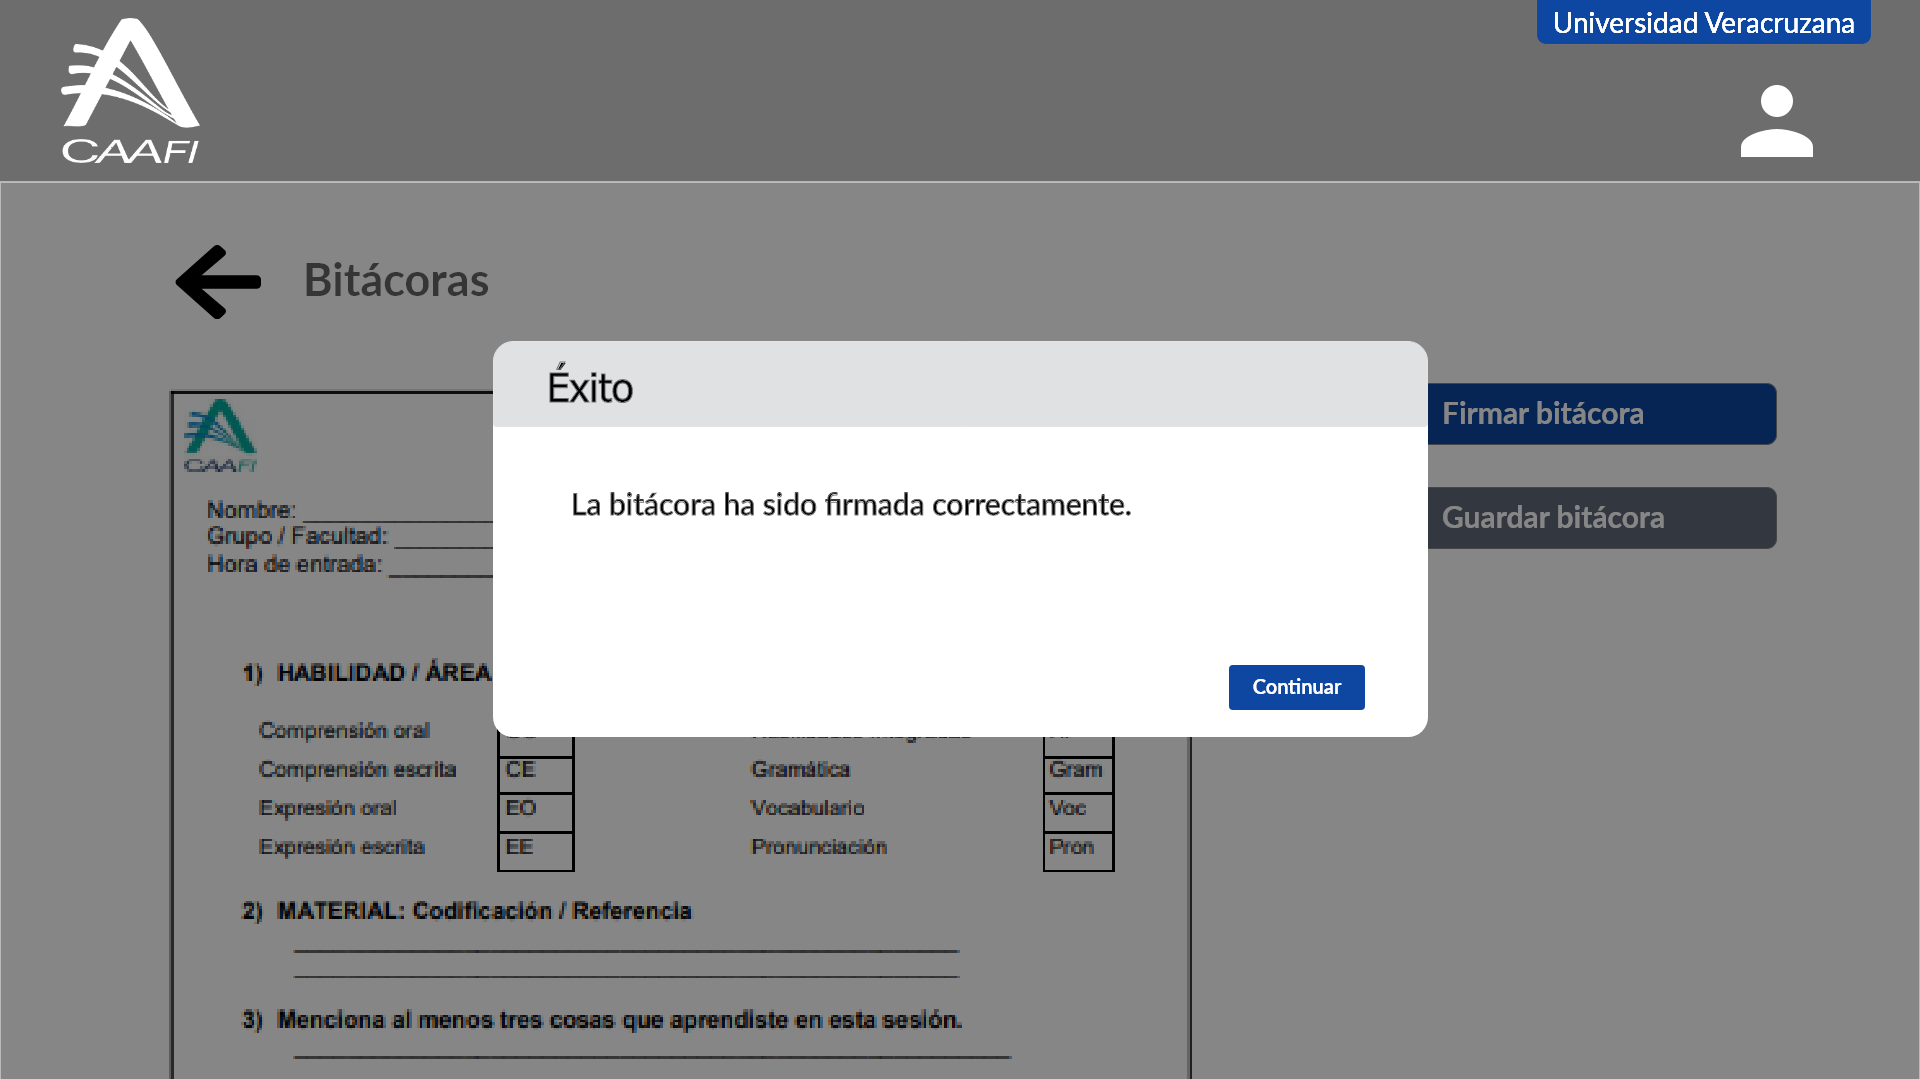 Universidad Veracruzana
CAAFI
Bitácoras
Éxito
La bitácora ha sido firmada correctamente.
Continuar
Firmar bitácora
Guardar bitácora
CAAFI
Nombre:
Grupo / Facultad:
Hora de entrada:
1) HABILIDAD / ÁREA
Comprensión oral
Comprensión escrita CE Gramática Gram
Expresión oral EO Vocabulario Voc
Expresión escrita EE Pronunciación Pron
2) MATERIAL: Codificación / Referencia
3) Menciona al menos tres cosas que aprendiste en esta sesión.